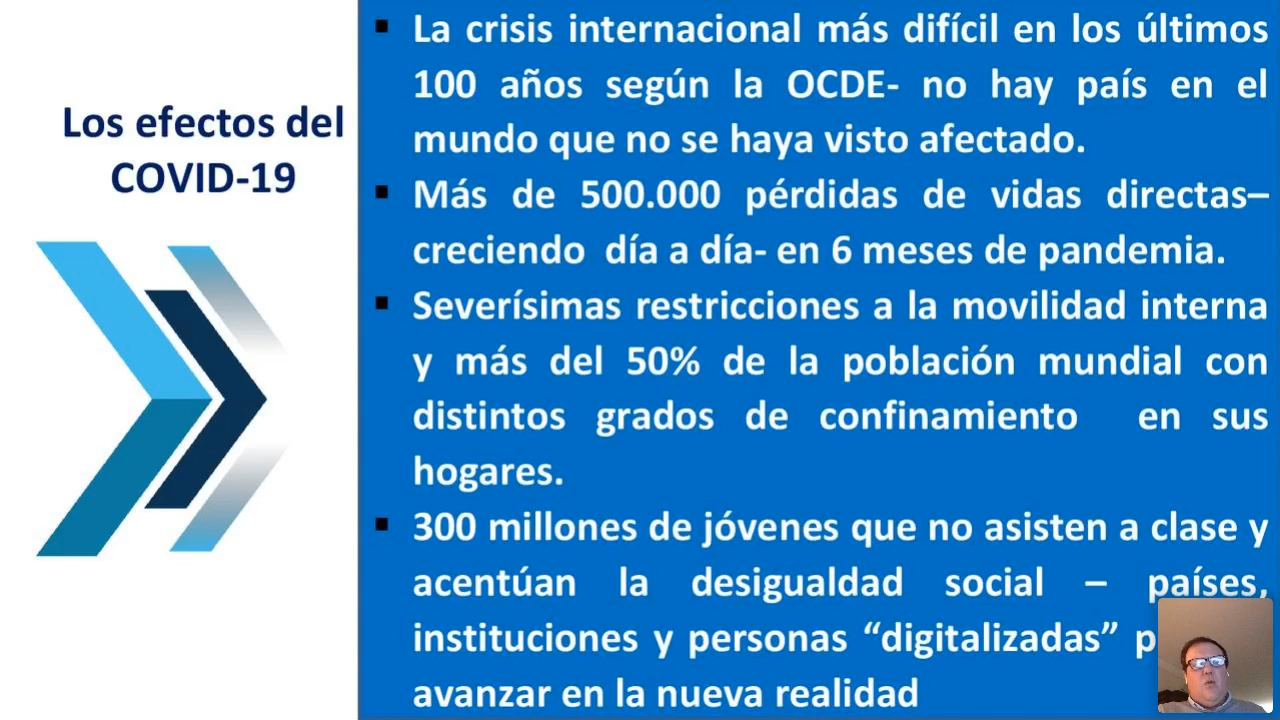 Los efectos del
COVID-19
▪ La crisis internacional más difícil en los últimos
100 años según la OCDE- no hay país en el
mundo que no se haya visto afectado.
▪ Más de 500.000 pérdidas de vidas directas–
creciendo día a día- en 6 meses de pandemia.
▪ Severísimas restricciones a la movilidad interna
y más del 50% de la población mundial con
distintos grados de confinamiento en sus
hogares.
▪ 300 millones de jóvenes que no asisten a clase y
acentúan la desigualdad social – países,
instituciones y personas “digitalizadas”
avanzar en la nueva realidad